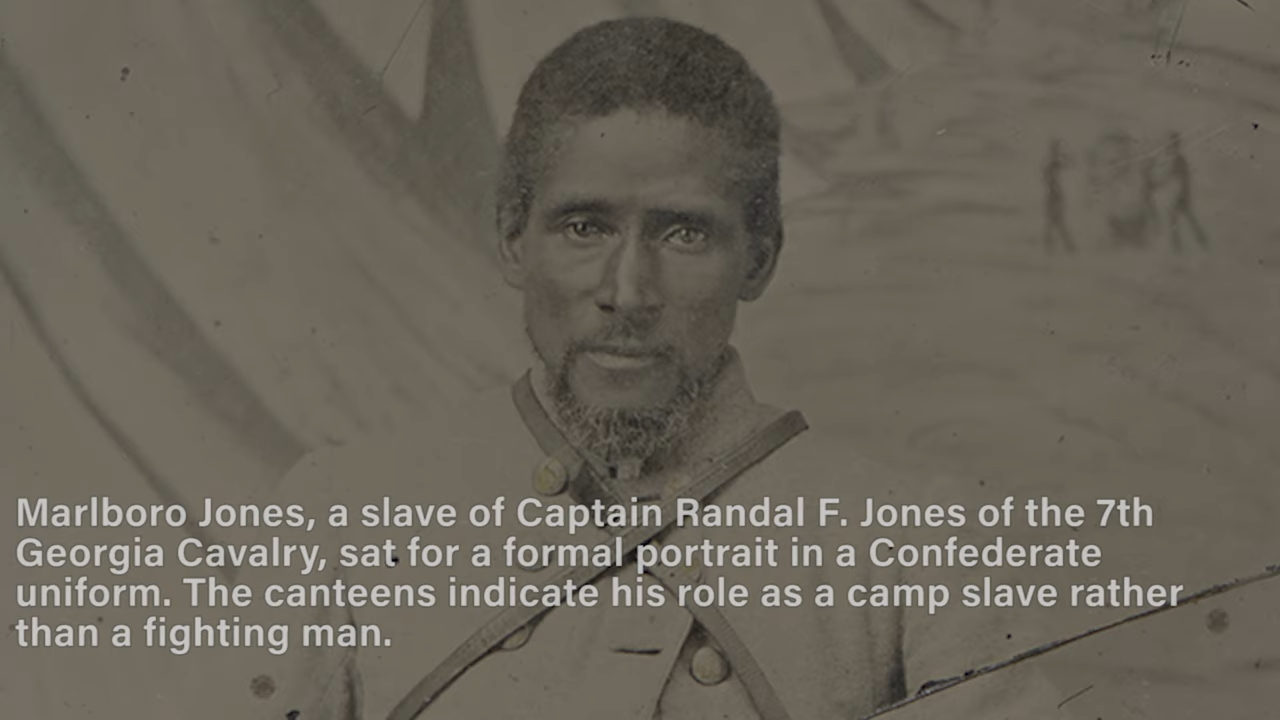 Marlboro Jones, a slave of Captain Randal F. Jones of the 7th
Georgia Cavalry, sat for a formal portrait in a Confederate
uniform. The canteens indicate his role as a camp slave rather
than a fighting man.